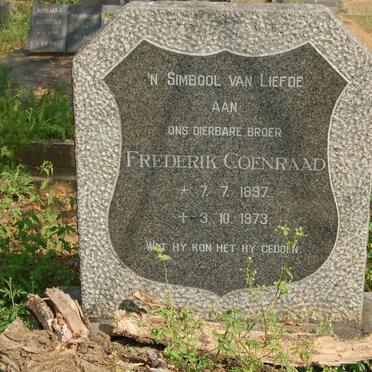 'N SIMBOOL VAN LIEFDE
AAN
ONS DIERBARE BROER
FREDERIK COENRAAD
* 7. 7. 1897
+ 3. 10. 1973
WAT HY KON HET HY GEDOEN